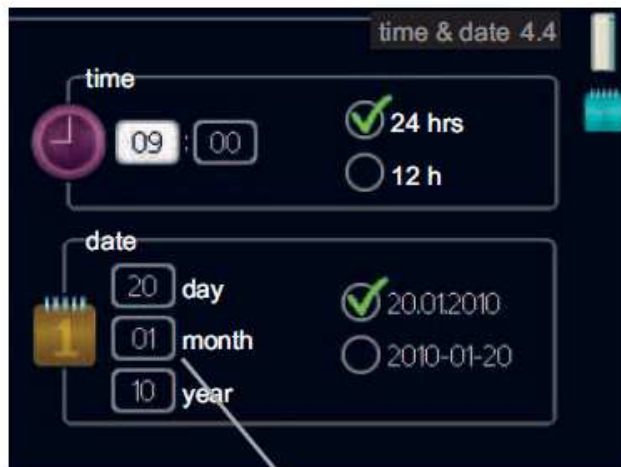 time & date 4.4
time
09 : 00
24 hrs
12 h
date
20 day
01 month
10 year
20.01.2010
2010-01-20
1